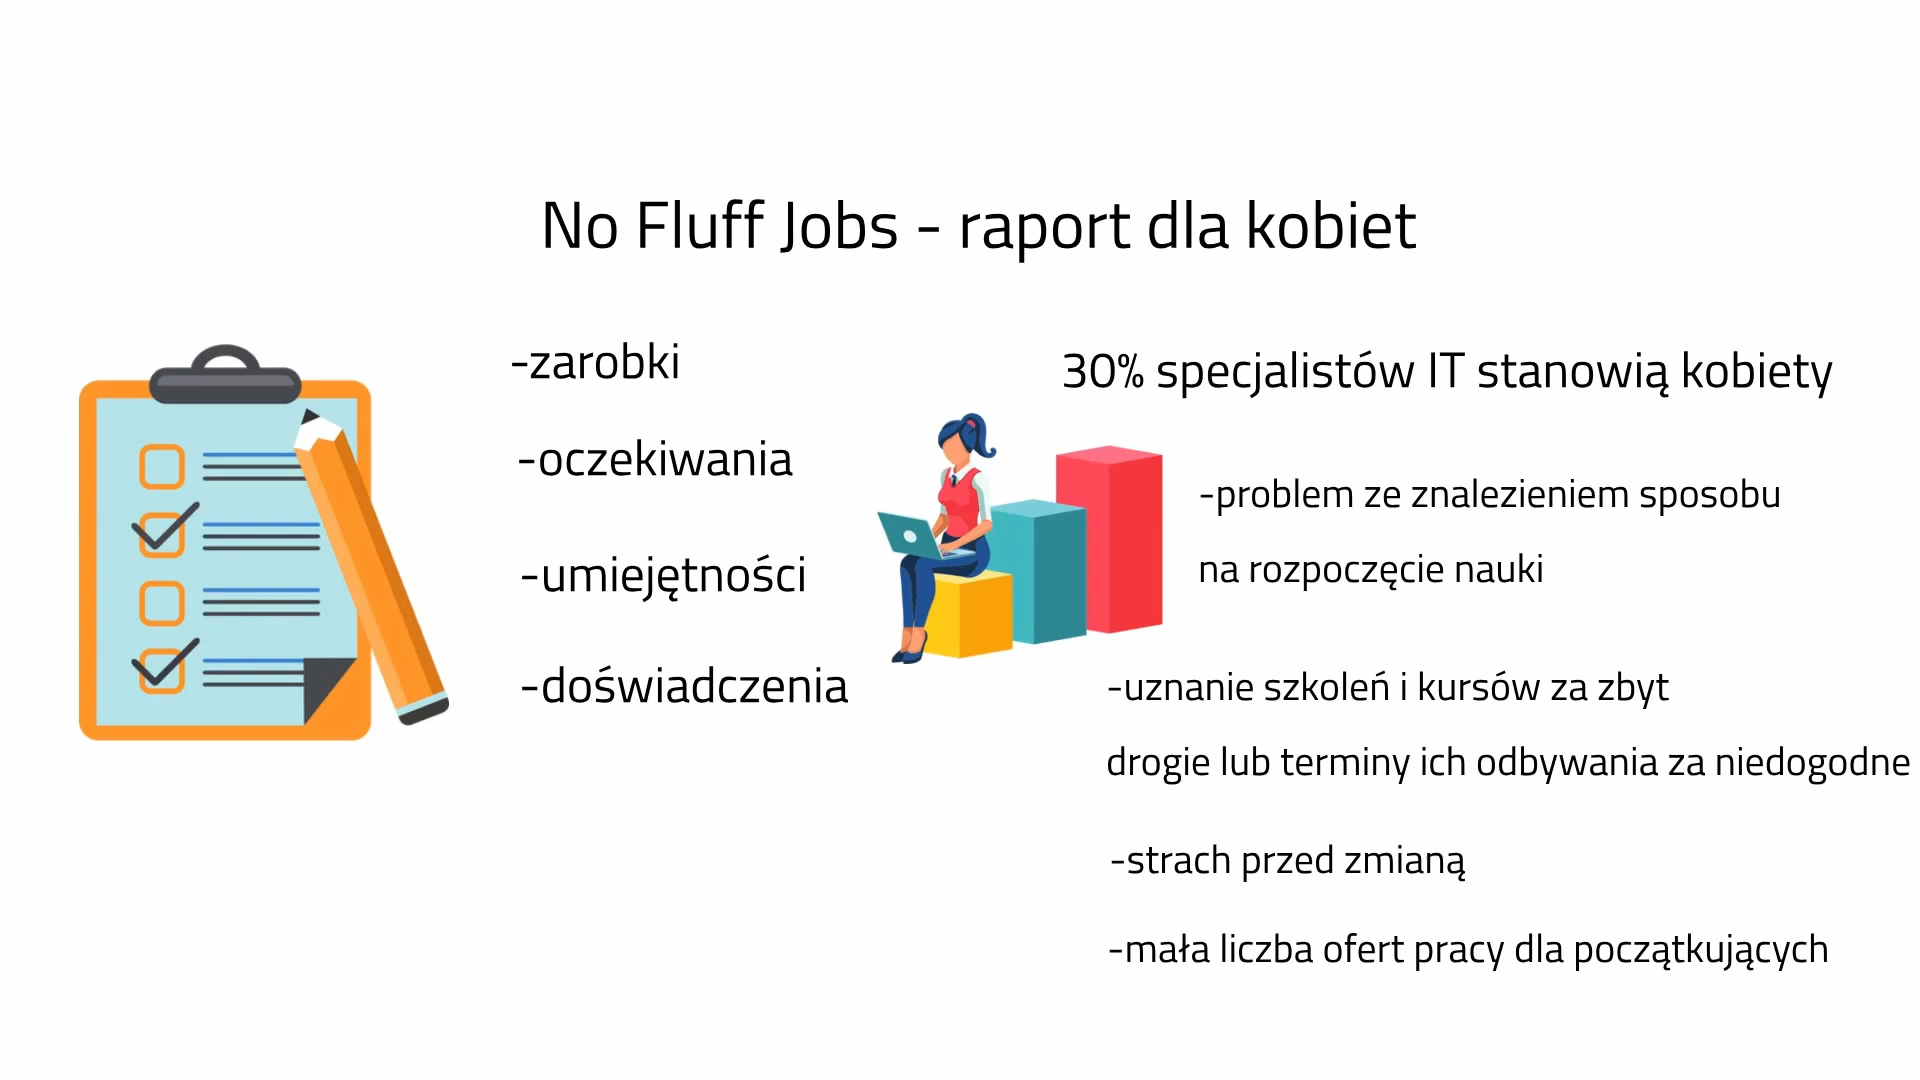 No Fluff Jobs - raport dla kobiet
-zarobki
-oczekiwania
-umiejętności
-doświadczenia
30% specjalistów IT stanowią kobiety
-problem ze znalezieniem sposobu
na rozpoczęcie nauki
-uznanie szkoleń i kursów za zbyt
drogie lub terminy ich odbywania za niedogodne
-strach przed zmianą
-mała liczba ofert pracy dla początkujących